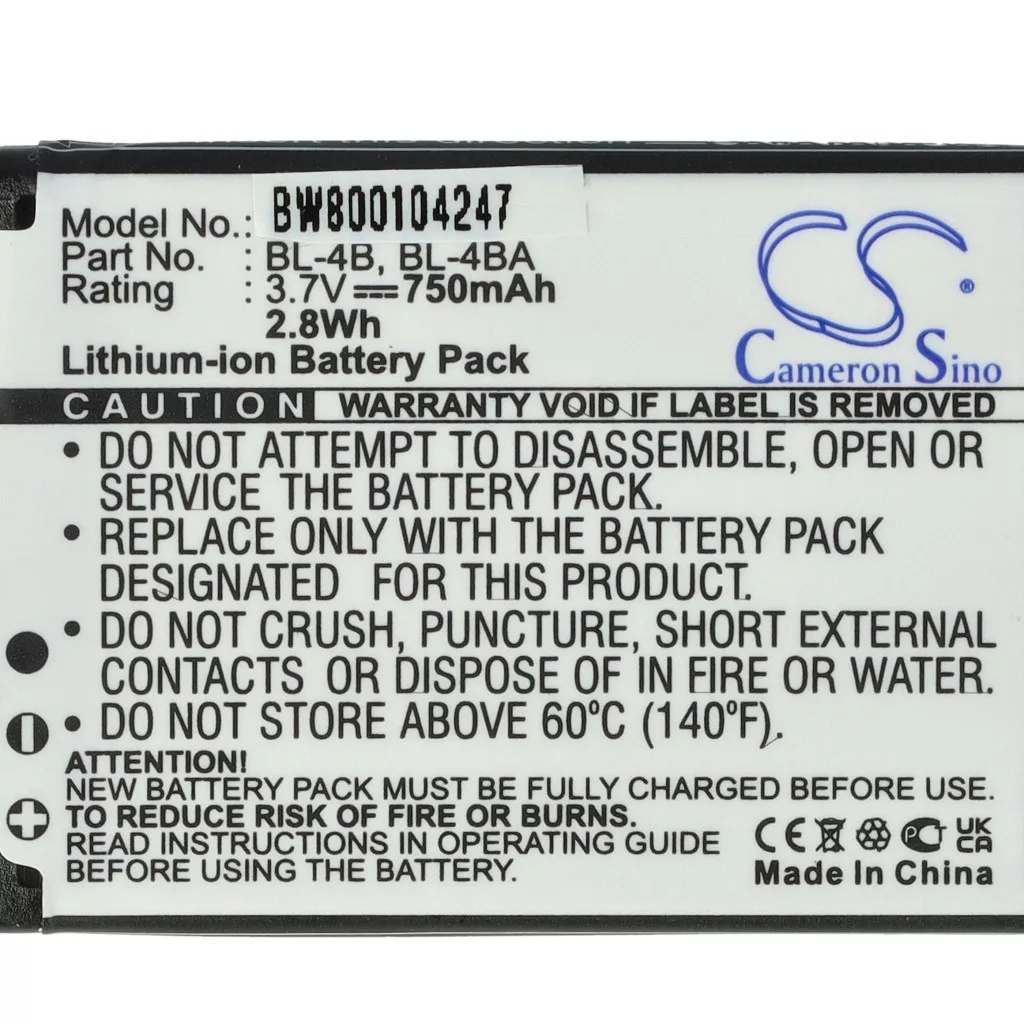 Model No.: BW800104247
Part No. : BL-4B, BL-4BA
Rating : 3.7V 750mAh
2.8Wh
Lithium-ion Battery Pack
CS ®
Cameron Sino
CAUTION WARRANTY VOID IF LABEL IS REMOVED
• DO NOT ATTEMPT TO DISASSEMBLE, OPEN OR
SERVICE THE BATTERY PACK.
• REPLACE ONLY WITH THE BATTERY PACK
DESIGNATED FOR THIS PRODUCT.
• DO NOT CRUSH, PUNCTURE, SHORT EXTERNAL
CONTACTS OR DISPOSE OF IN FIRE OR WATER.
• DO NOT STORE ABOVE 60°C (140°F).
ATTENTION!
NEW BATTERY PACK MUST BE FULLY CHARGED BEFORE USE.
TO REDUCE RISK OF FIRE OR BURNS.
READ INSTRUCTIONS IN OPERATING GUIDE
BEFORE USING THE BATTERY.
CE UK CA
Made In China